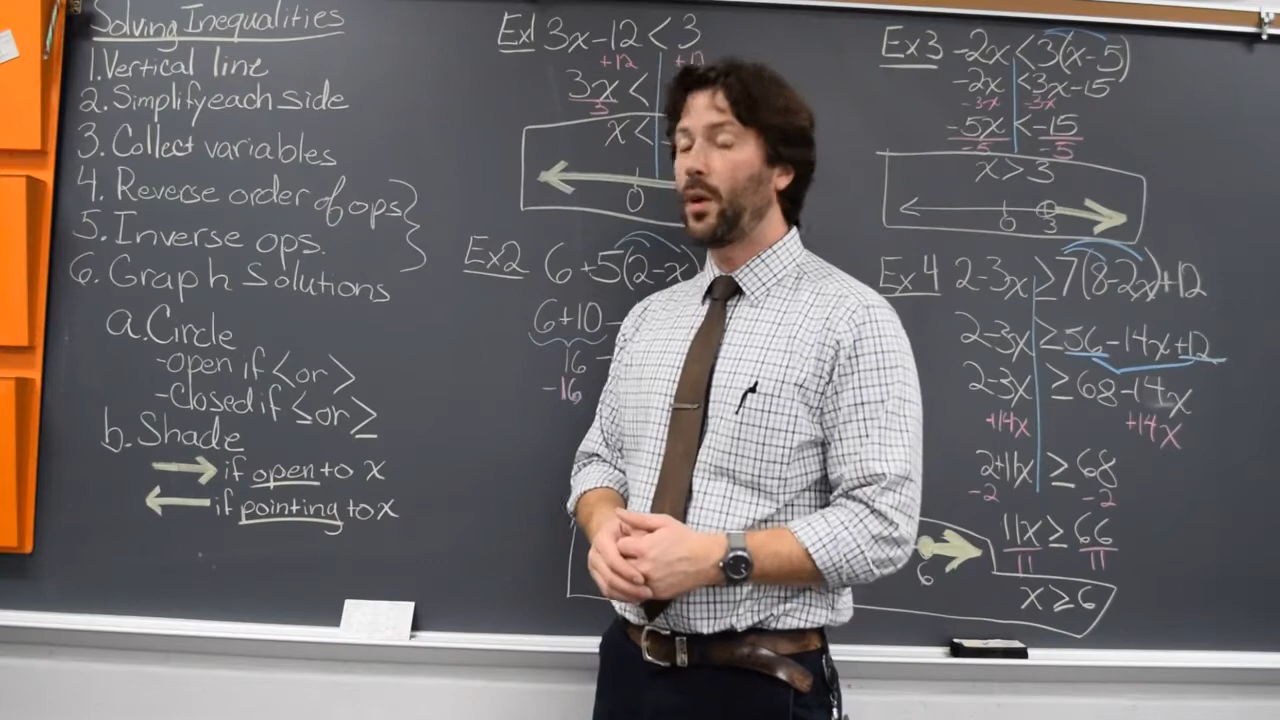 Solving Inequalities
1. Vertical line
2. Simplify each side
3. Collect variables
4. Reverse order of ops
5. Inverse ops.
6. Graph Solutions
a. Circle
-open if < or >
-Closed if ≤ or ≥
b. Shade
→ if open to x
← if pointing to x
Ex1 3x-12 < 3
+12 +12
3x <
3
x <
0
Ex2 6+5(2-x)
6+10-
16 -
-16
Ex3 -2x < 3(x-5)
-2x < 3x-15
-3x -3x
-5x < -15
-5 -5
x > 3
0 3
Ex4 2-3x ≥ 7(8-2x)+12
2-3x ≥ 56-14x+12
2-3x ≥ 68-14x
+14x +14x
2+11x ≥ 68
-2 -2
11x ≥ 66
11 11
x ≥ 6
6